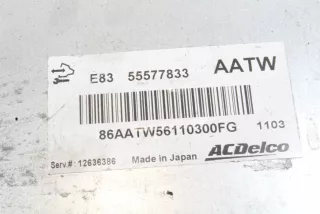 E83 55577833 AATW
86AATW56110300FG 1103
Serv.# 12636386 Made in Japan ACDelco